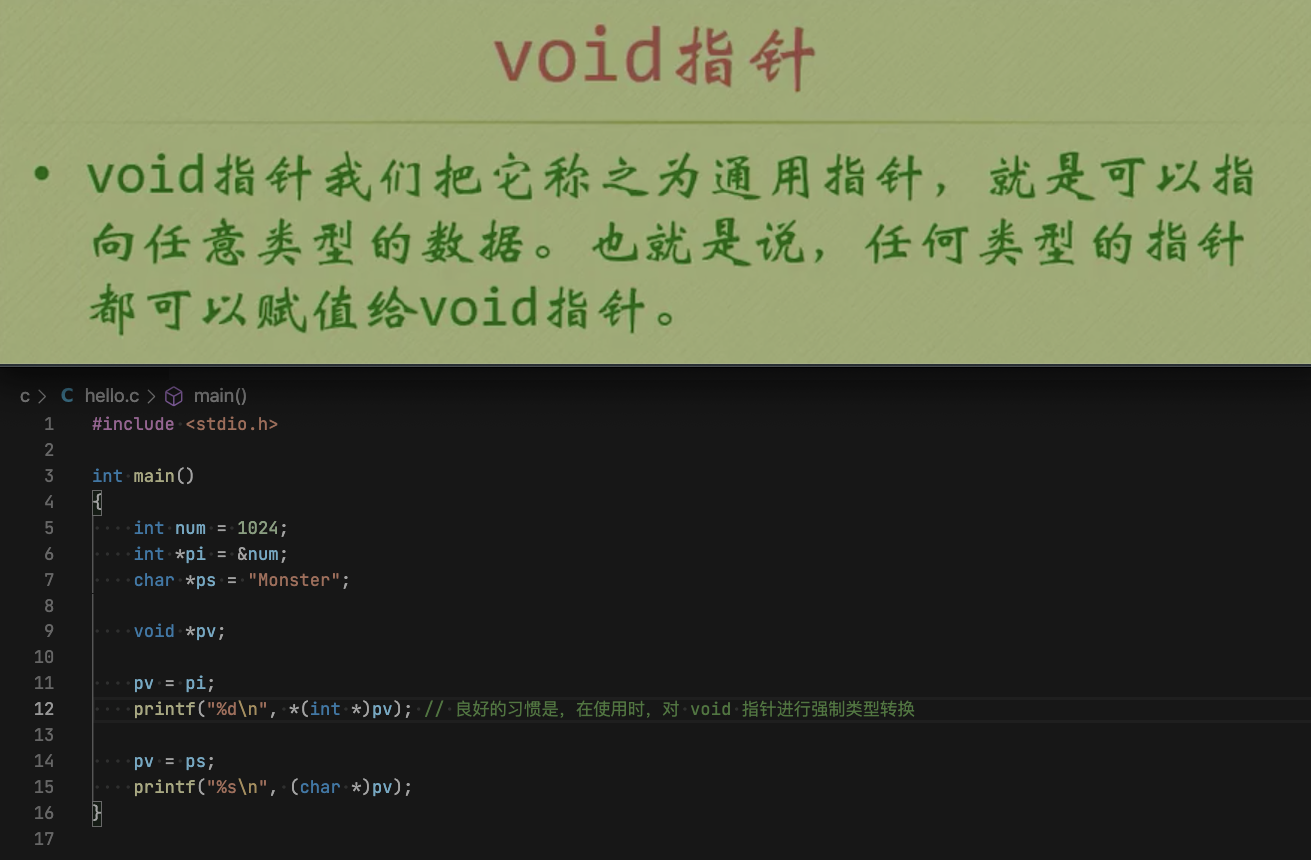 void指针
• void指针我们把它称之为通用指针，就是可以指
向任意类型的数据。也就是说，任何类型的指针
都可以赋值给void指针。
c > C hello.c > main()
1 #include <stdio.h>
2
3 int main()
4 {
5     int num = 1024;
6     int *pi = &num;
7     char *ps = "Monster";
8
9     void *pv;
10
11     pv = pi;
12     printf("%d\n", *(int *)pv); // 良好的习惯是，在使用时，对 void 指针进行强制类型转换
13
14     pv = ps;
15     printf("%s\n", (char *)pv);
16 }
17